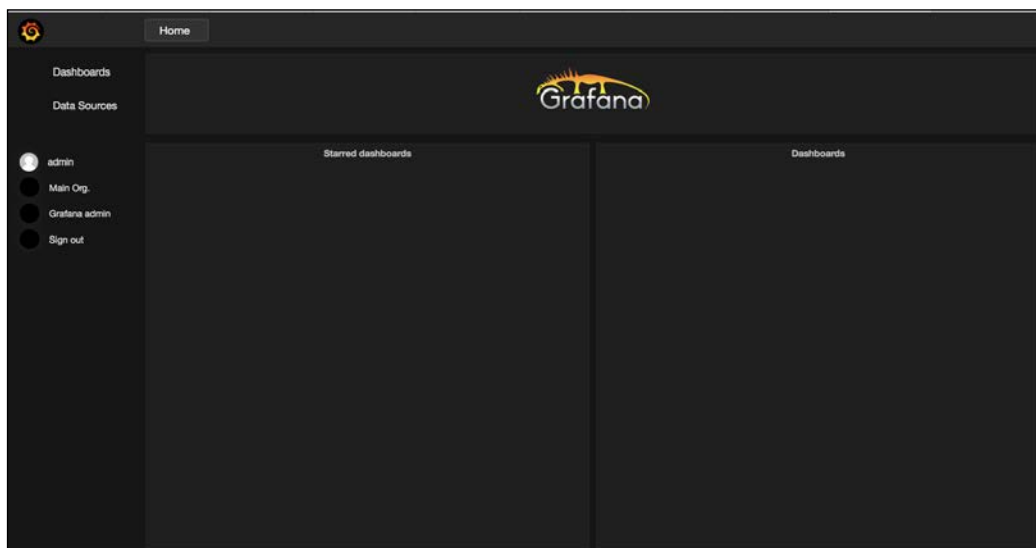 Home
Dashboards
Data Sources
Grafana
admin
Main Org.
Grafana admin
Sign out
Starred dashboards
Dashboards